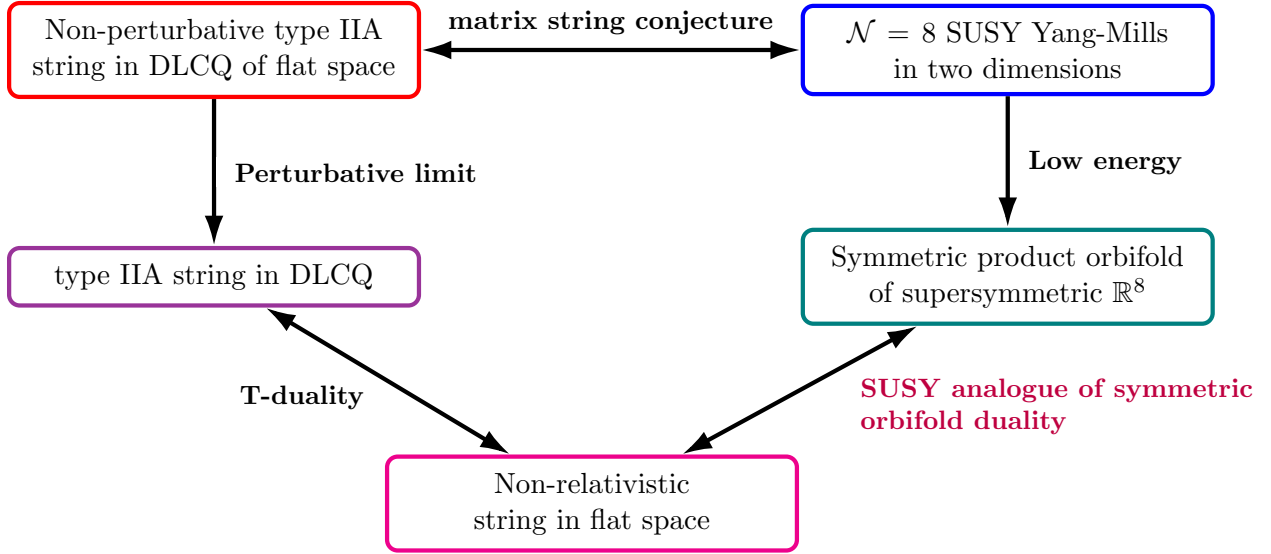 Non-perturbative type IIA
string in DLCQ of flat space
matrix string conjecture
𝒩 = 8 SUSY Yang-Mills
in two dimensions
Perturbative limit
Low energy
type IIA string in DLCQ
Symmetric product orbifold
of supersymmetric ℝ⁸
T-duality
SUSY analogue of symmetric
orbifold duality
Non-relativistic
string in flat space